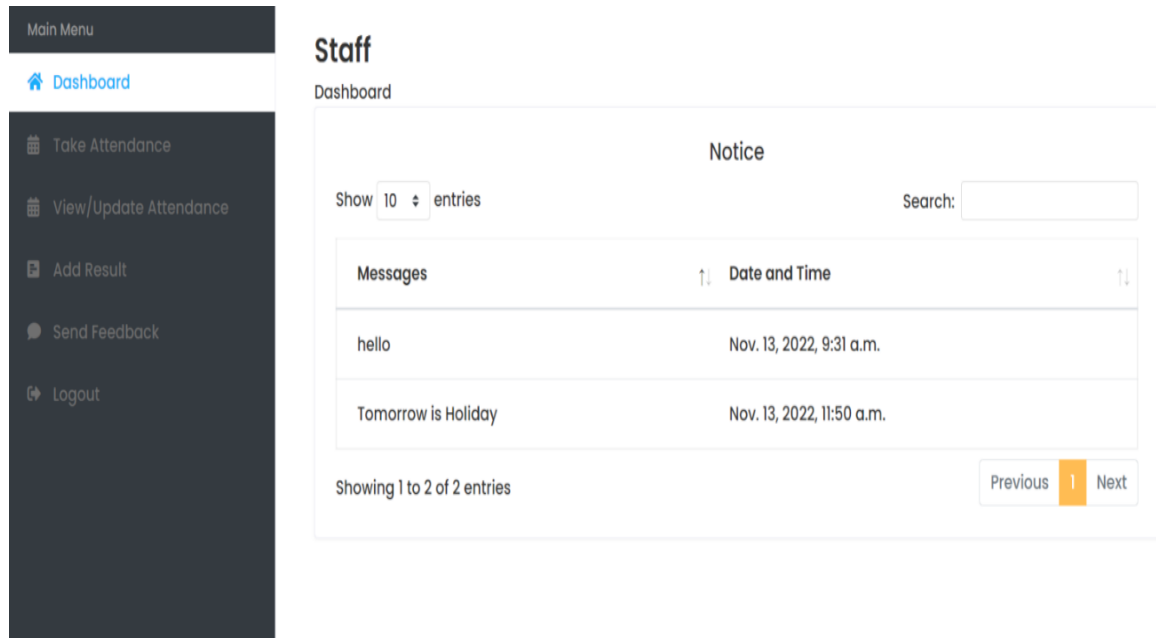 Main Menu
Dashboard
Take Attendance
View/Update Attendance
Add Result
Send Feedback
Logout
Staff
Dashboard
Notice
Show 10 entries
Search:
Messages Date and Time
hello Nov. 13, 2022, 9:31 a.m.
Tomorrow is Holiday Nov. 13, 2022, 11:50 a.m.
Showing 1 to 2 of 2 entries
Previous 1 Next